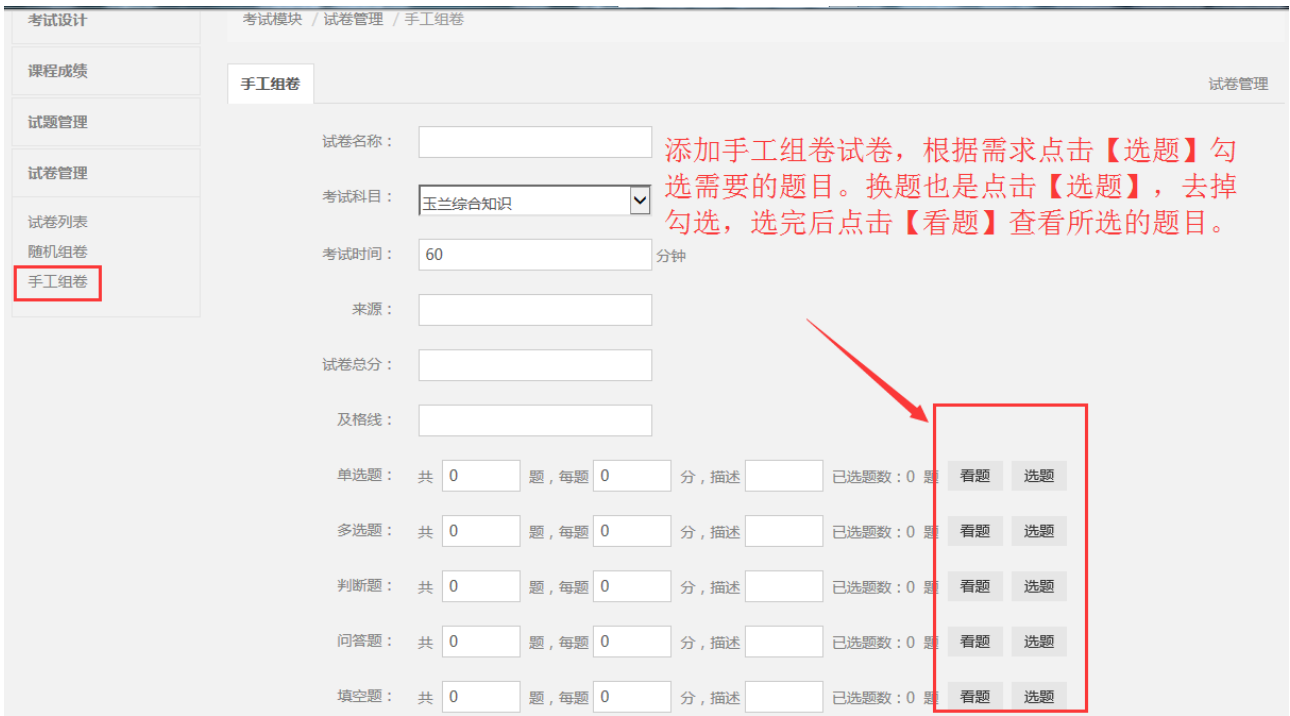 考试设计
考试模块 / 试卷管理 / 手工组卷
课程成绩
手工组卷
试卷管理
试题管理
试卷管理
试卷列表
随机组卷
手工组卷
试卷名称：
添加手工组卷试卷，根据需求点击【选题】勾
选需要的题目。换题也是点击【选题】，去掉
勾选，选完后点击【看题】查看所选的题目。
考试科目： 玉兰综合知识
考试时间： 60 分钟
来源：
试卷总分：
及格线：
单选题： 共 0 题，每题 0 分，描述 已选题数：0 题 看题 选题
多选题： 共 0 题，每题 0 分，描述 已选题数：0 题 看题 选题
判断题： 共 0 题，每题 0 分，描述 已选题数：0 题 看题 选题
问答题： 共 0 题，每题 0 分，描述 已选题数：0 题 看题 选题
填空题： 共 0 题，每题 0 分，描述 已选题数：0 题 看题 选题